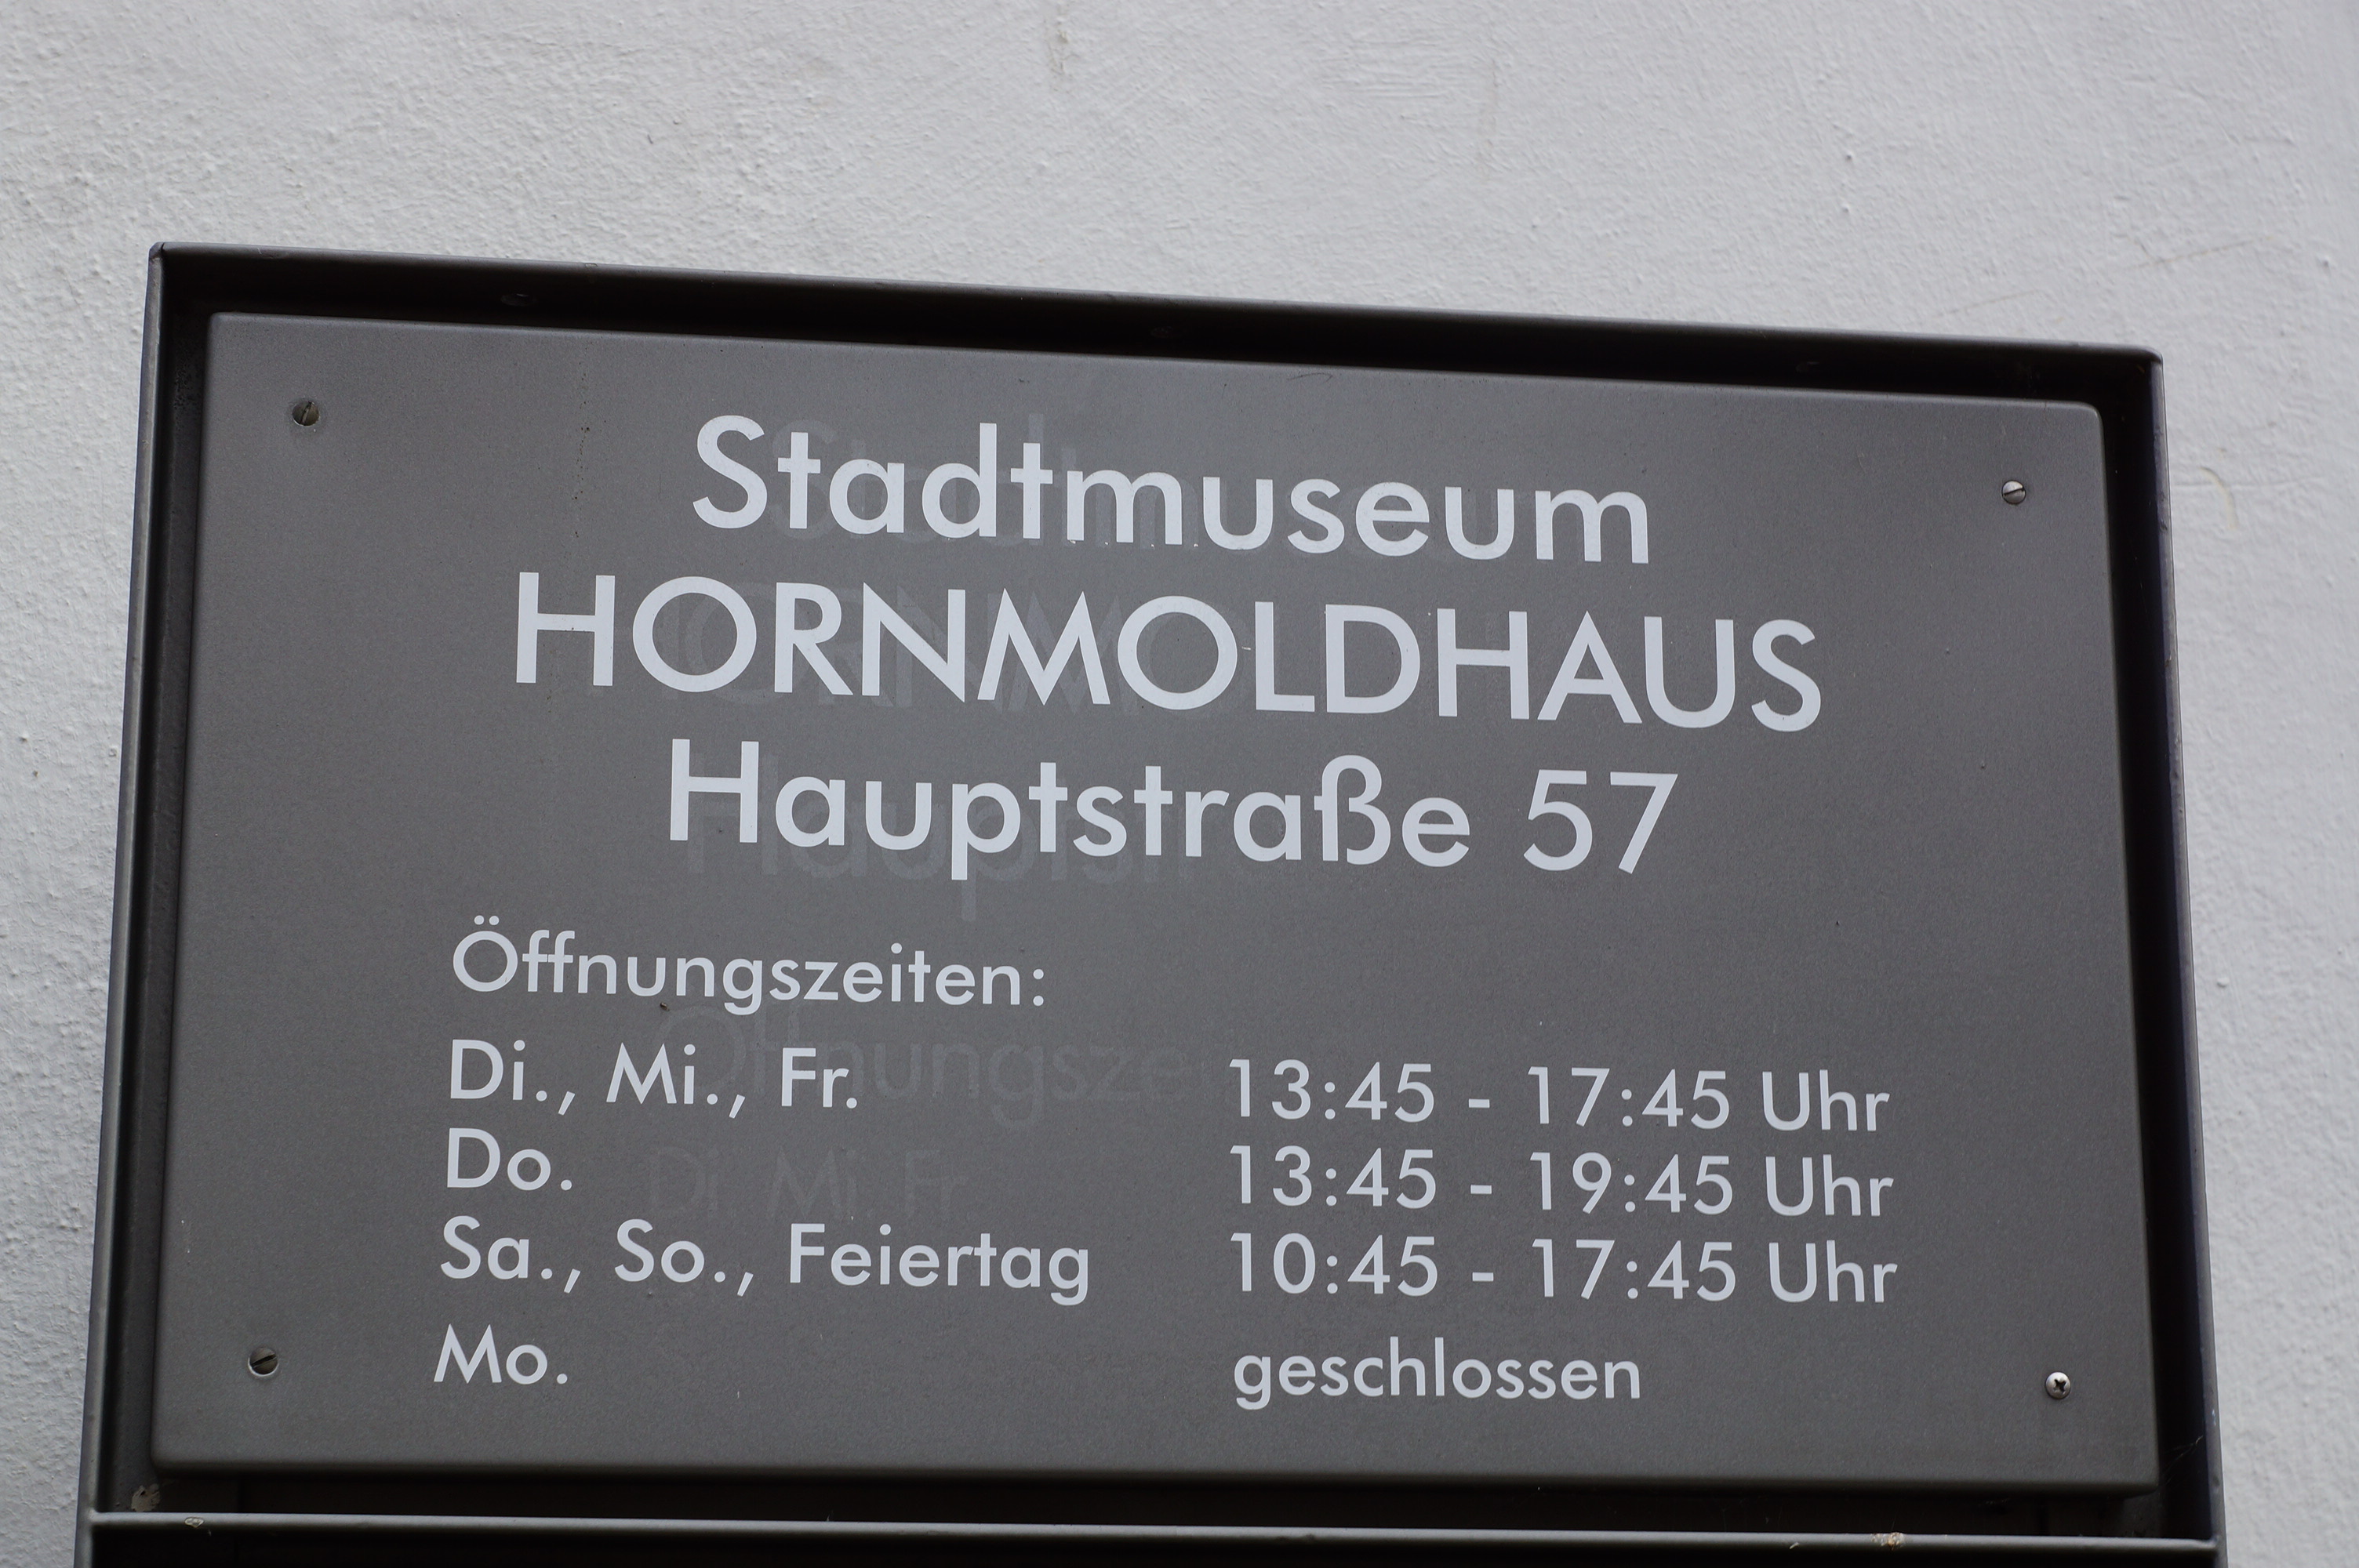 Stadtmuseum
HORNMOLDHAUS
Hauptstraße 57
Öffnungszeiten:
Di., Mi., Fr. 13:45 - 17:45 Uhr
Do. 13:45 - 19:45 Uhr
Sa., So., Feiertag 10:45 - 17:45 Uhr
Mo. geschlossen